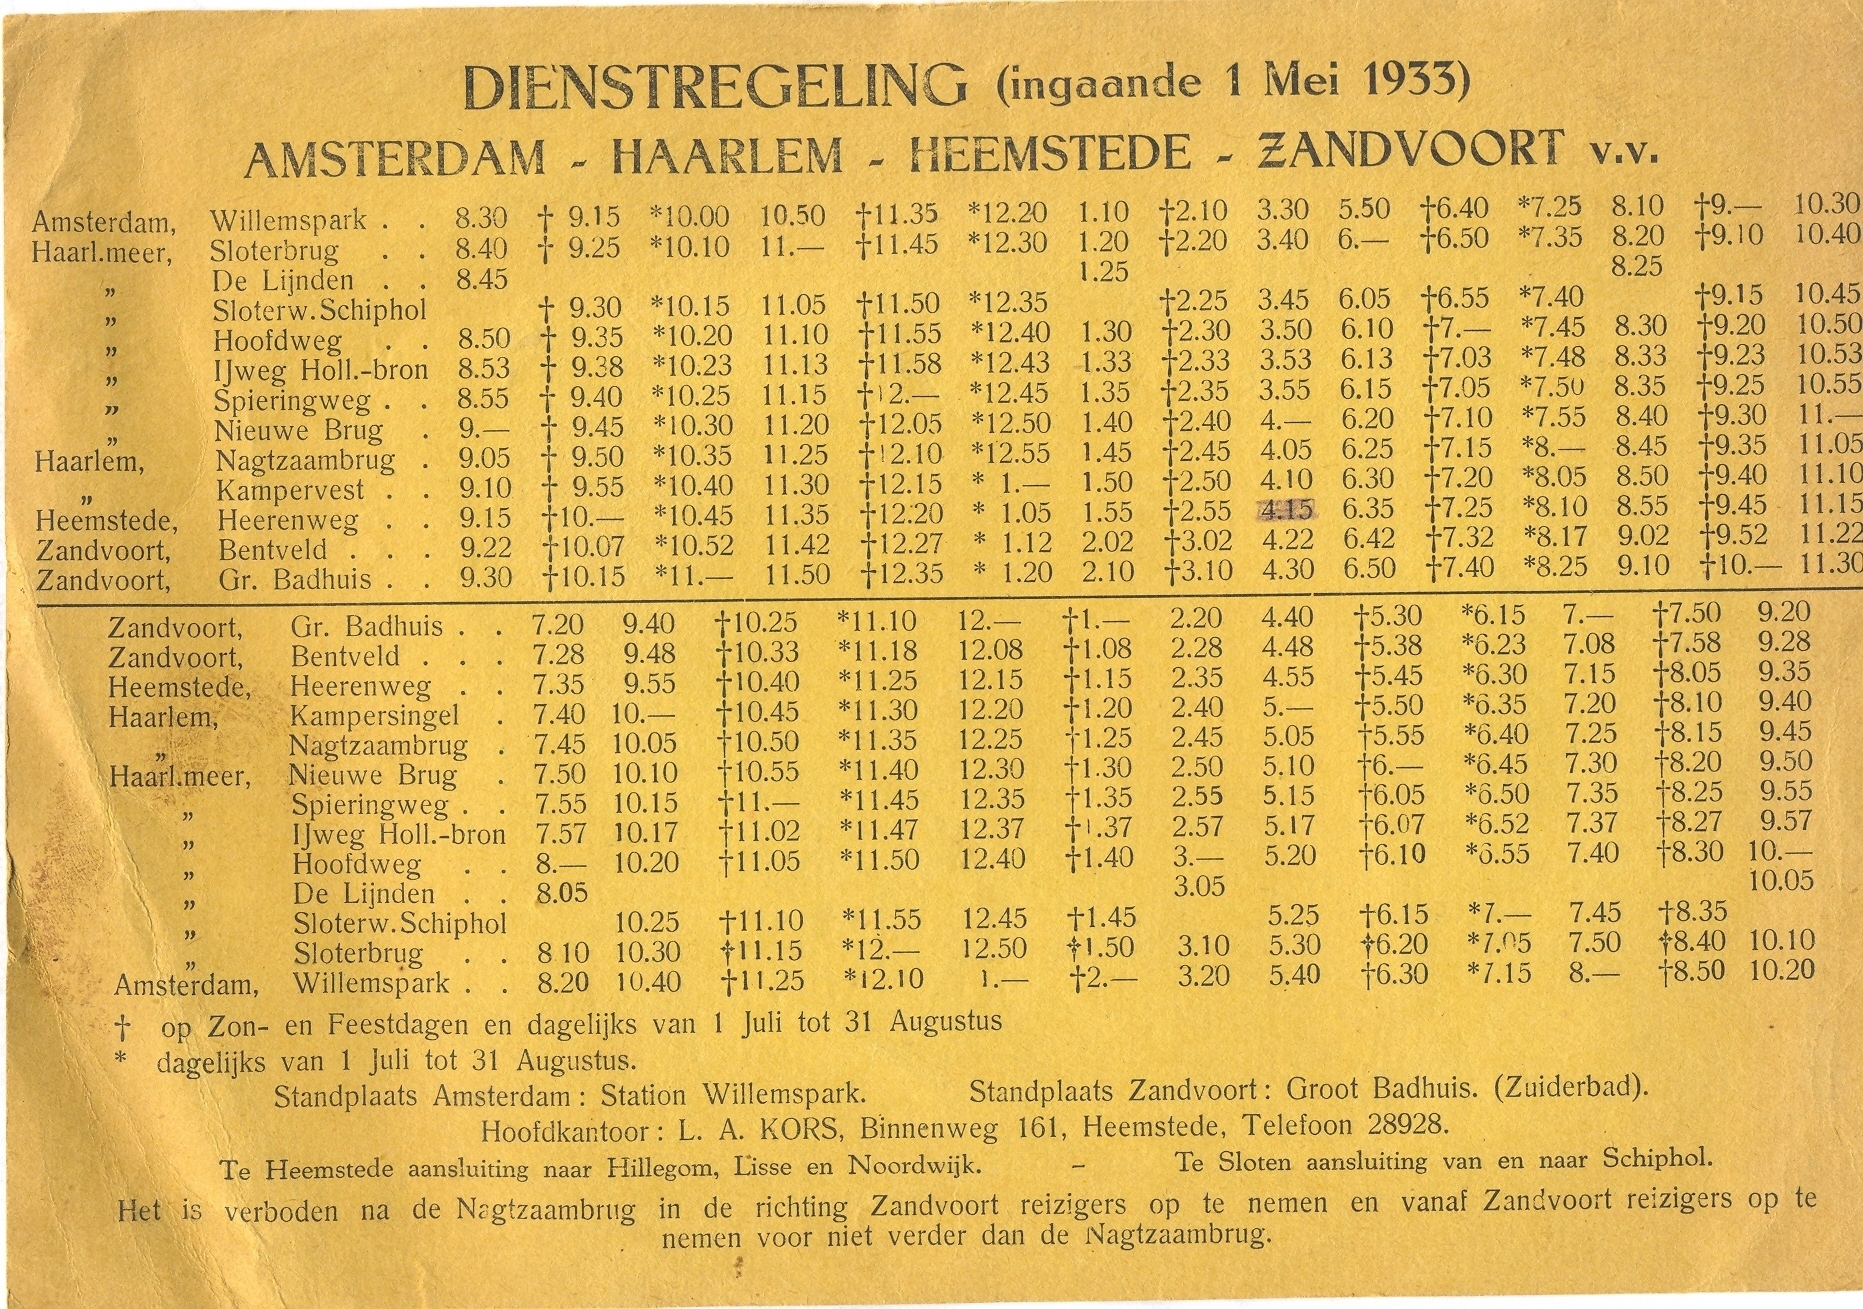 DIENSTREGELING (ingaande 1 Mei 1933)
AMSTERDAM - HAARLEM - HEEMSTEDE - ZANDVOORT v.v.
Amsterdam, Willemspark . . 8.30 † 9.15 *10.00 10.50 †11.35 *12.20 1.10 †2.10 3.30 5.50 †6.40 *7.25 8.10 †9.— 10.30
Haarl.meer, Sloterbrug . . 8.40 † 9.25 *10.10 11.— †11.45 *12.30 1.20 †2.20 3.40 6.— †6.50 *7.35 8.20 †9.10 10.40
„ De Lijnden . . 8.45 1.25 8.25
„ Sloterw.Schiphol † 9.30 *10.15 11.05 †11.50 *12.35 †2.25 3.45 6.05 †6.55 *7.40 †9.15 10.45
„ Hoofdweg . . 8.50 † 9.35 *10.20 11.10 †11.55 *12.40 1.30 †2.30 3.50 6.10 †7.— *7.45 8.30 †9.20 10.50
„ IJweg Holl.-bron 8.53 † 9.38 *10.23 11.13 †11.58 *12.43 1.33 †2.33 3.53 6.13 †7.03 *7.48 8.33 †9.23 10.53
„ Spieringweg . . 8.55 † 9.40 *10.25 11.15 †12.— *12.45 1.35 †2.35 3.55 6.15 †7.05 *7.50 8.35 †9.25 10.55
„ Nieuwe Brug . 9.— † 9.45 *10.30 11.20 †12.05 *12.50 1.40 †2.40 4.— 6.20 †7.10 *7.55 8.40 †9.30 11.—
Haarlem, Nagtzaambrug . 9.05 † 9.50 *10.35 11.25 †12.10 *12.55 1.45 †2.45 4.05 6.25 †7.15 *8.— 8.45 †9.35 11.05
„ Kampervest . . 9.10 † 9.55 *10.40 11.30 †12.15 * 1.— 1.50 †2.50 4.10 6.30 †7.20 *8.05 8.50 †9.40 11.10
Heemstede, Heerenweg . . 9.15 †10.— *10.45 11.35 †12.20 * 1.05 1.55 †2.55 4.15 6.35 †7.25 *8.10 8.55 †9.45 11.15
Zandvoort, Bentveld . . . 9.22 †10.07 *10.52 11.42 †12.27 * 1.12 2.02 †3.02 4.22 6.42 †7.32 *8.17 9.02 †9.52 11.22
Zandvoort, Gr. Badhuis . . 9.30 †10.15 *11.— 11.50 †12.35 * 1.20 2.10 †3.10 4.30 6.50 †7.40 *8.25 9.10 †10.— 11.30
Zandvoort, Gr. Badhuis . . 7.20 9.40 †10.25 *11.10 12.— †1.— 2.20 4.40 †5.30 *6.15 7.— †7.50 9.20
Zandvoort, Bentveld . . . 7.28 9.48 †10.33 *11.18 12.08 †1.08 2.28 4.48 †5.38 *6.23 7.08 †7.58 9.28
Heemstede, Heerenweg . . 7.35 9.55 †10.40 *11.25 12.15 †1.15 2.35 4.55 †5.45 *6.30 7.15 †8.05 9.35
Haarlem, Kampersingel . 7.40 10.— †10.45 *11.30 12.20 †1.20 2.40 5.— †5.50 *6.35 7.20 †8.10 9.40
„ Nagtzaambrug . 7.45 10.05 †10.50 *11.35 12.25 †1.25 2.45 5.05 †5.55 *6.40 7.25 †8.15 9.45
Haarl.meer, Nieuwe Brug . 7.50 10.10 †10.55 *11.40 12.30 †1.30 2.50 5.10 †6.— *6.45 7.30 †8.20 9.50
„ Spieringweg . . 7.55 10.15 †11.— *11.45 12.35 †1.35 2.55 5.15 †6.05 *6.50 7.35 †8.25 9.55
„ IJweg Holl.-bron 7.57 10.17 †11.02 *11.47 12.37 †1.37 2.57 5.17 †6.07 *6.52 7.37 †8.27 9.57
„ Hoofdweg . . 8.— 10.20 †11.05 *11.50 12.40 †1.40 3.— 5.20 †6.10 *6.55 7.40 †8.30 10.—
„ De Lijnden . . 8.05 3.05 10.05
„ Sloterw.Schiphol 10.25 †11.10 *11.55 12.45 †1.45 5.25 †6.15 *7.— 7.45 †8.35
„ Sloterbrug . . 8 10 10.30 †11.15 *12.— 12.50 †1.50 3.10 5.30 †6.20 *7.05 7.50 †8.40 10.10
Amsterdam, Willemspark . . 8.20 10.40 †11.25 *12.10 1.— †2.— 3.20 5.40 †6.30 *7.15 8.— †8.50 10.20
† op Zon- en Feestdagen en dagelijks van 1 Juli tot 31 Augustus
* dagelijks van 1 Juli tot 31 Augustus.
Standplaats Amsterdam : Station Willemspark. Standplaats Zandvoort : Groot Badhuis. (Zuiderbad).
Hoofdkantoor : L. A. KORS, Binnenweg 161, Heemstede, Telefoon 28928.
Te Heemstede aansluiting naar Hillegom, Lisse en Noordwijk. – Te Sloten aansluiting van en naar Schiphol.
Het is verboden na de Nagtzaambrug in de richting Zandvoort reizigers op te nemen en vanaf Zandvoort reizigers op te
nemen voor niet verder dan de Nagtzaambrug.